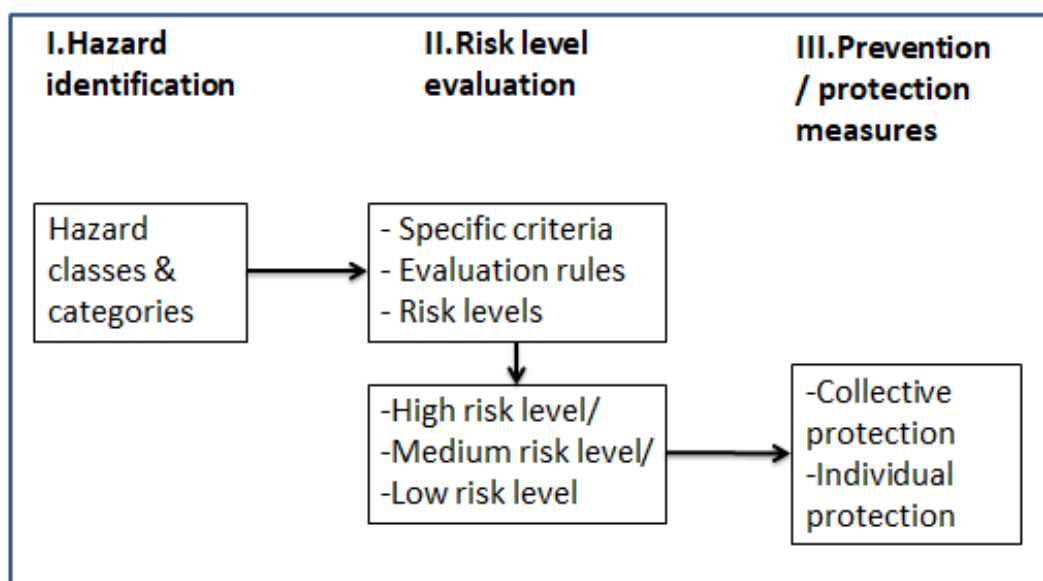 I.Hazard
identification
II.Risk level
evaluation
III.Prevention
/ protection
measures
Hazard
classes &
categories
- Specific criteria
- Evaluation rules
- Risk levels
-High risk level/
-Medium risk level/
-Low risk level
-Collective
protection
-Individual
protection